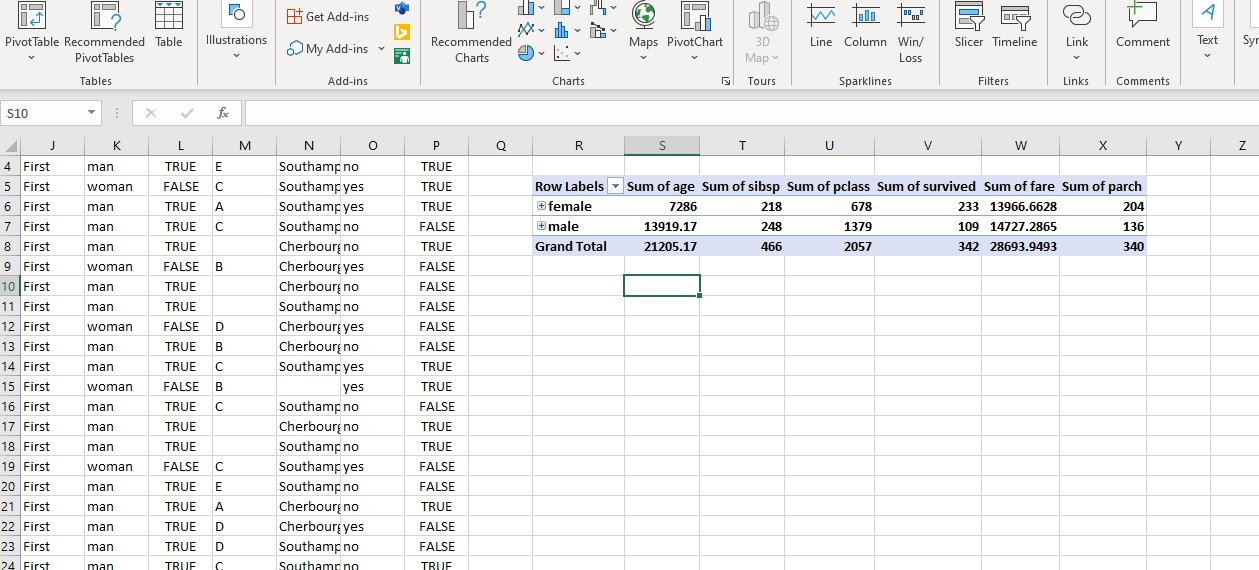 PivotTable Recommended PivotTables Table
Illustrations
Get Add-ins
My Add-ins
Recommended Charts
Maps PivotChart
3D Map
Line Column Win/Loss
Slicer Timeline
Link
Comment
Text
Tables Add-ins Charts Tours Sparklines Filters Links Comments
S10 fx
J K L M N O P Q R S T U V W X Y Z
4 First man TRUE E Southamp no TRUE
5 First woman FALSE C Southamp yes TRUE Row Labels Sum of age Sum of sibsp Sum of pclass Sum of survived Sum of fare Sum of parch
6 First man TRUE A Southamp yes TRUE female 7286 218 678 233 13966.6628 204
7 First man TRUE C Southamp no FALSE male 13919.17 248 1379 109 14727.2865 136
8 First man TRUE Cherbourg no TRUE Grand Total 21205.17 466 2057 342 28693.9493 340
9 First woman FALSE B Cherbourg yes FALSE
10 First man TRUE Cherbourg no FALSE
11 First man TRUE Southamp no FALSE
12 First woman FALSE D Cherbourg yes FALSE
13 First man TRUE B Cherbourg no FALSE
14 First man TRUE C Southamp yes TRUE
15 First woman FALSE B yes TRUE
16 First man TRUE C Southamp no FALSE
17 First man TRUE Cherbourg no TRUE
18 First man TRUE Southamp no TRUE
19 First woman FALSE C Southamp yes FALSE
20 First man TRUE E Southamp no FALSE
21 First man TRUE A Cherbourg no TRUE
22 First man TRUE D Cherbourg yes FALSE
23 First man TRUE D Southamp no FALSE
24 First man TRUE C Southamp no TRUE